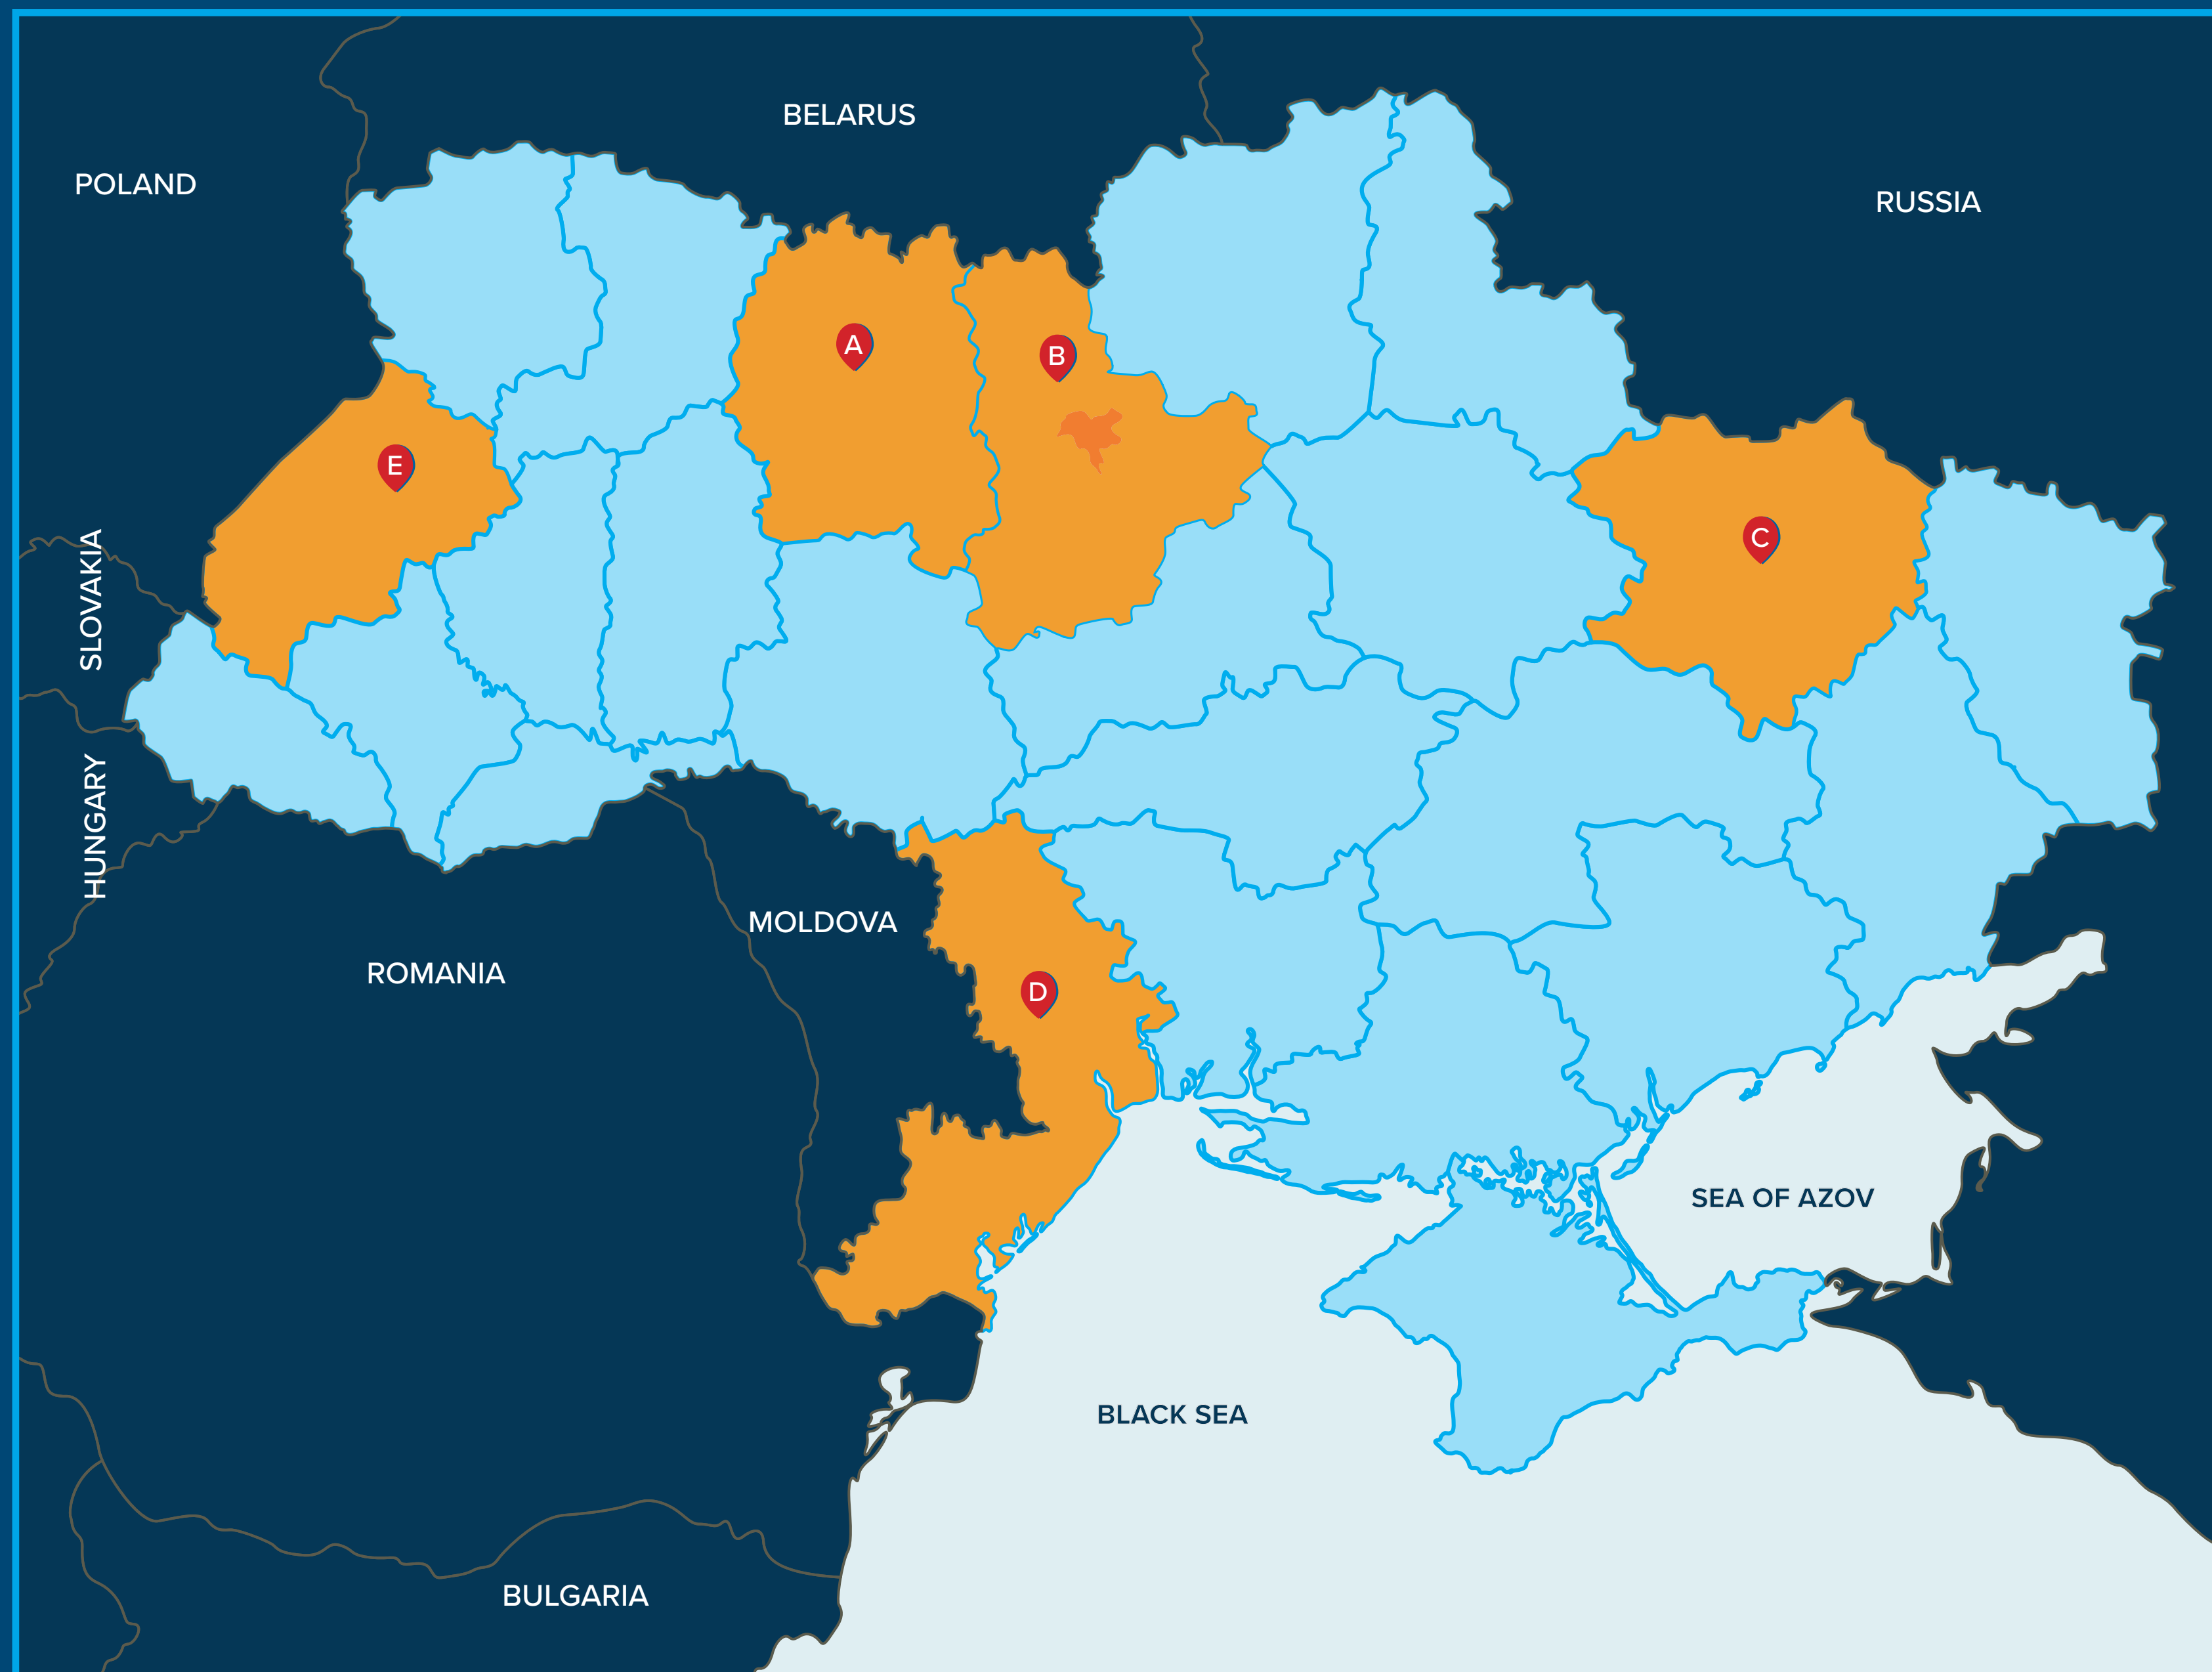 BELARUS
POLAND
RUSSIA
A
B
E
C
SLOVAKIA
HUNGARY
MOLDOVA
ROMANIA
D
SEA OF AZOV
BLACK SEA
BULGARIA